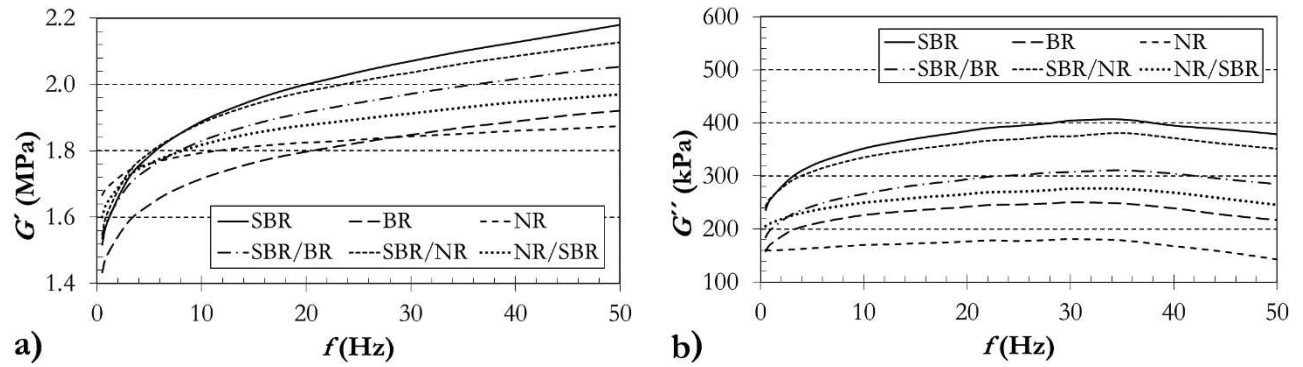 2.2
2.0
1.8
1.6
1.4
G′ (MPa)
SBR BR NR
SBR/BR SBR/NR NR/SBR
0 10 20 30 40 50
f (Hz)
a)
600
500
400
300
200
100
G′′ (kPa)
SBR BR NR
SBR/BR SBR/NR NR/SBR
0 10 20 30 40 50
f (Hz)
b)